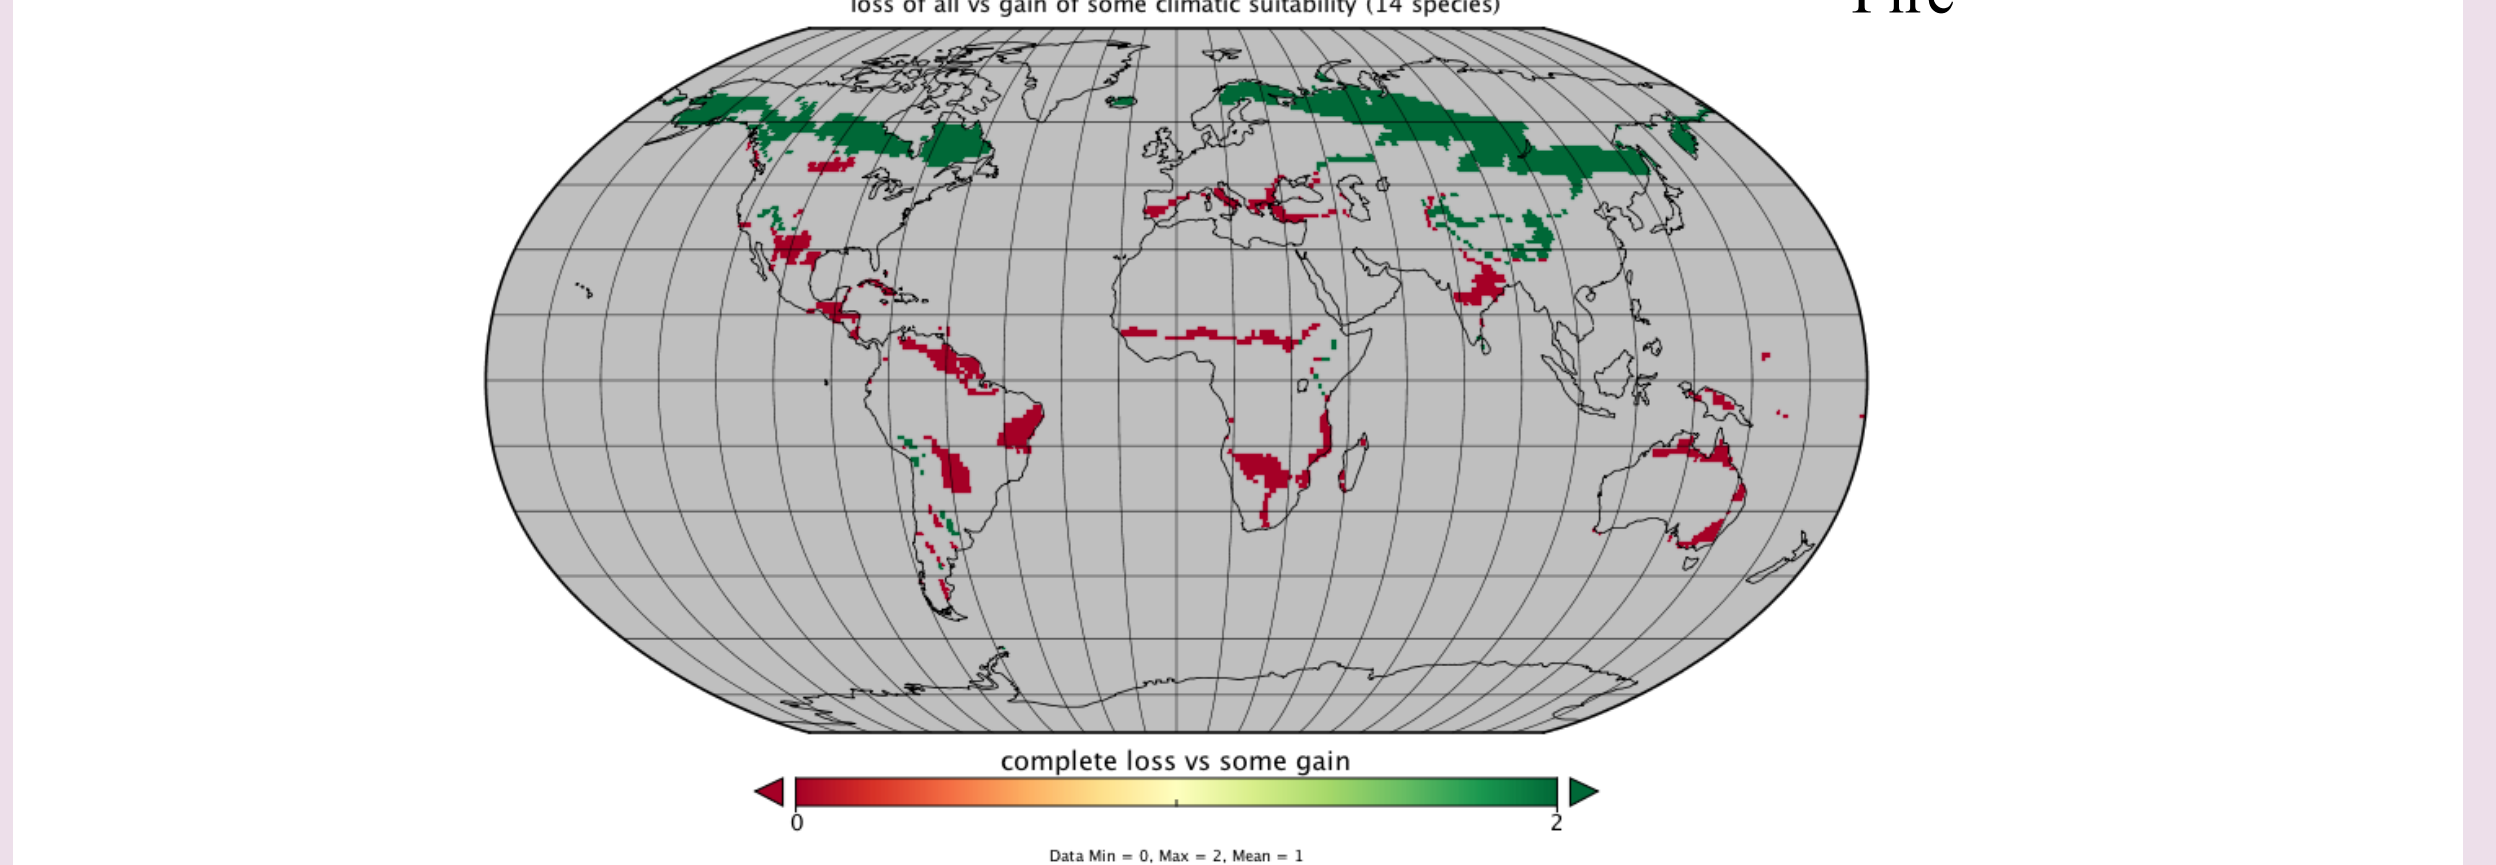 loss of all vs gain of some climatic suitability (14 species)
complete loss vs some gain
0 2
Data Min = 0, Max = 2, Mean = 1